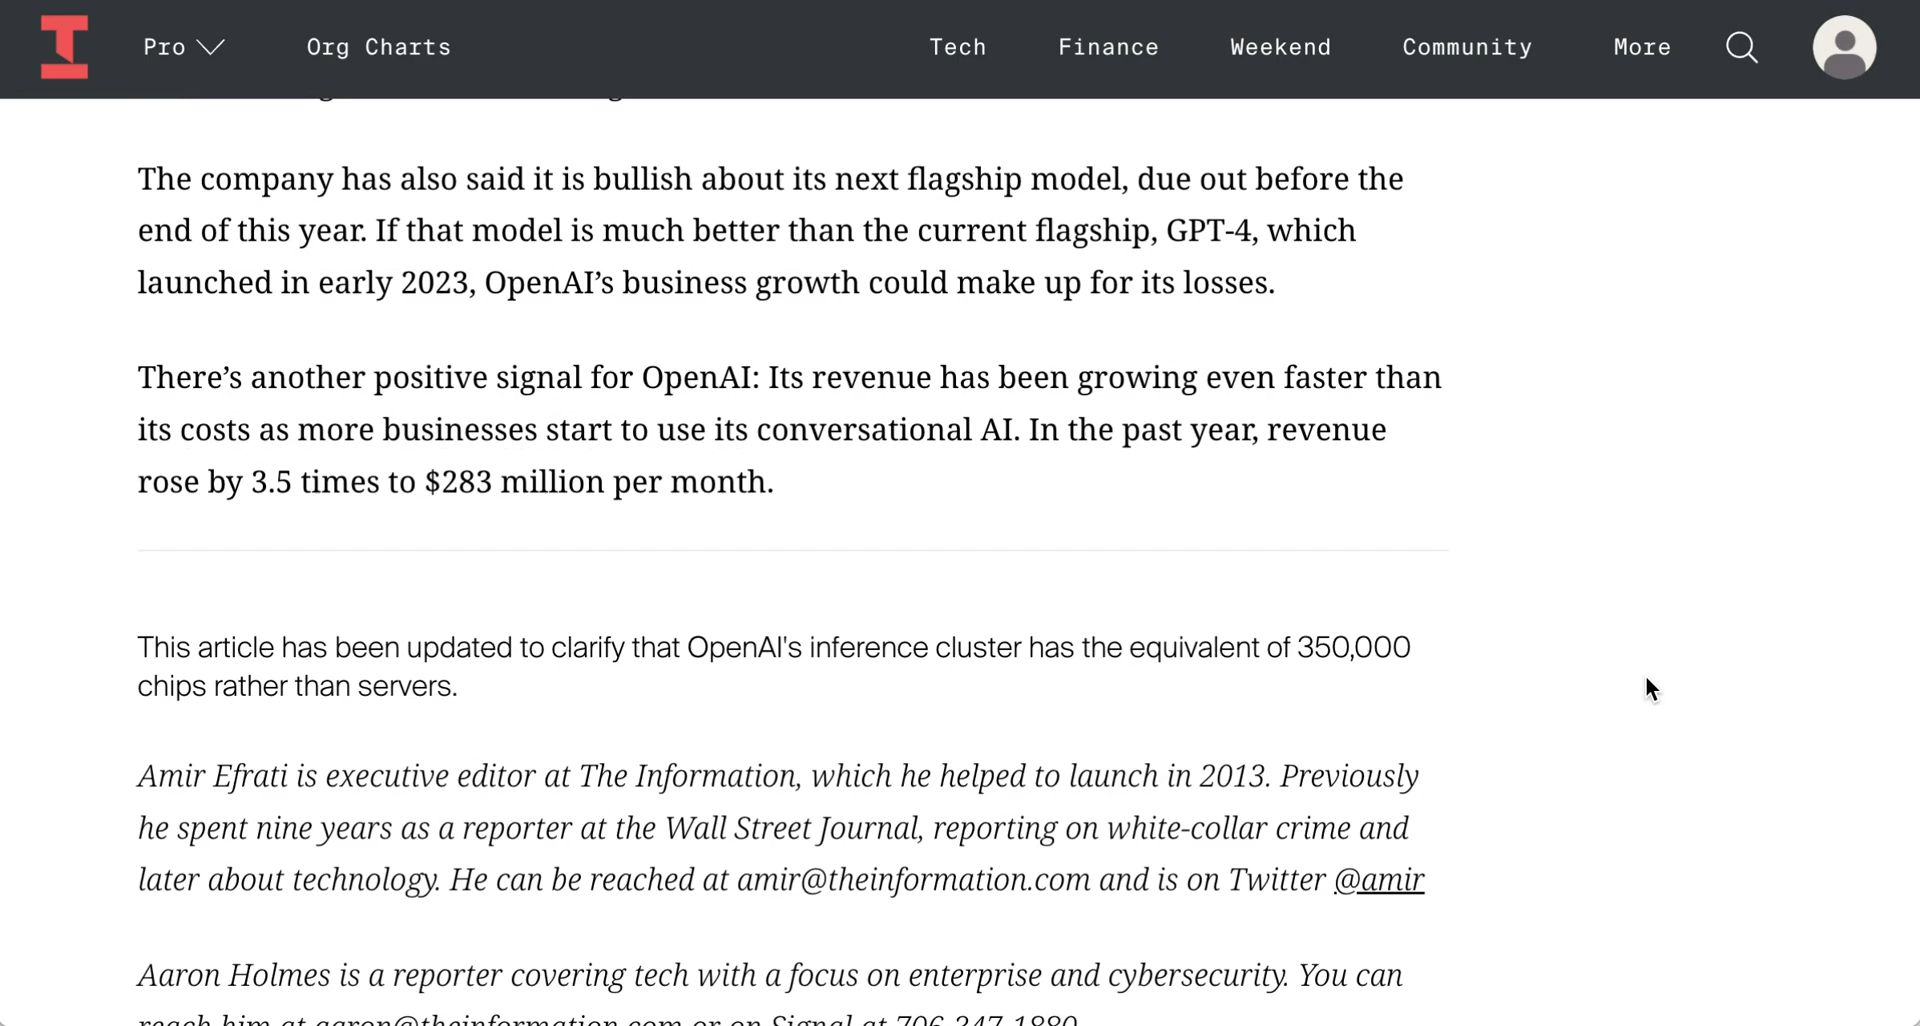 Pro
Org Charts
Tech
Finance
Weekend
Community
More
The company has also said it is bullish about its next flagship model, due out before the
end of this year. If that model is much better than the current flagship, GPT-4, which
launched in early 2023, OpenAI’s business growth could make up for its losses.
There’s another positive signal for OpenAI: Its revenue has been growing even faster than
its costs as more businesses start to use its conversational AI. In the past year, revenue
rose by 3.5 times to $283 million per month.
This article has been updated to clarify that OpenAI's inference cluster has the equivalent of 350,000
chips rather than servers.
Amir Efrati is executive editor at The Information, which he helped to launch in 2013. Previously
he spent nine years as a reporter at the Wall Street Journal, reporting on white-collar crime and
later about technology. He can be reached at amir@theinformation.com and is on Twitter @amir
Aaron Holmes is a reporter covering tech with a focus on enterprise and cybersecurity. You can
reach him at aaron@theinformation.com or on Signal at 706-347-1880.